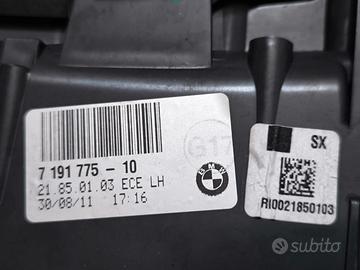 7 191 775 - 10
21.85.01.03 ECE LH
30/08/11 17:16
G17
BMW
SX
RI0021850103
subito